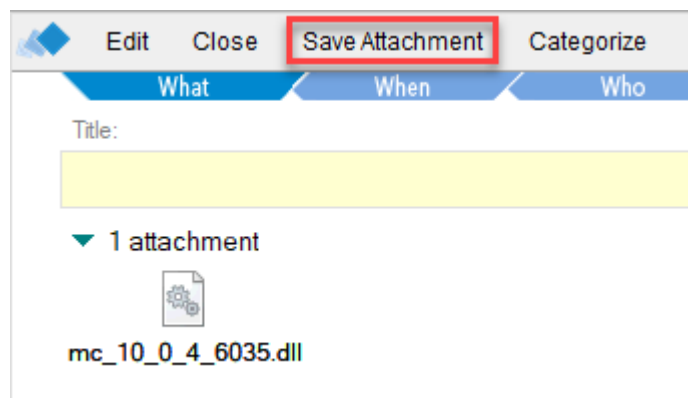 Edit Close Save Attachment Categorize
What When Who
Title:
1 attachment
mc_10_0_4_6035.dll